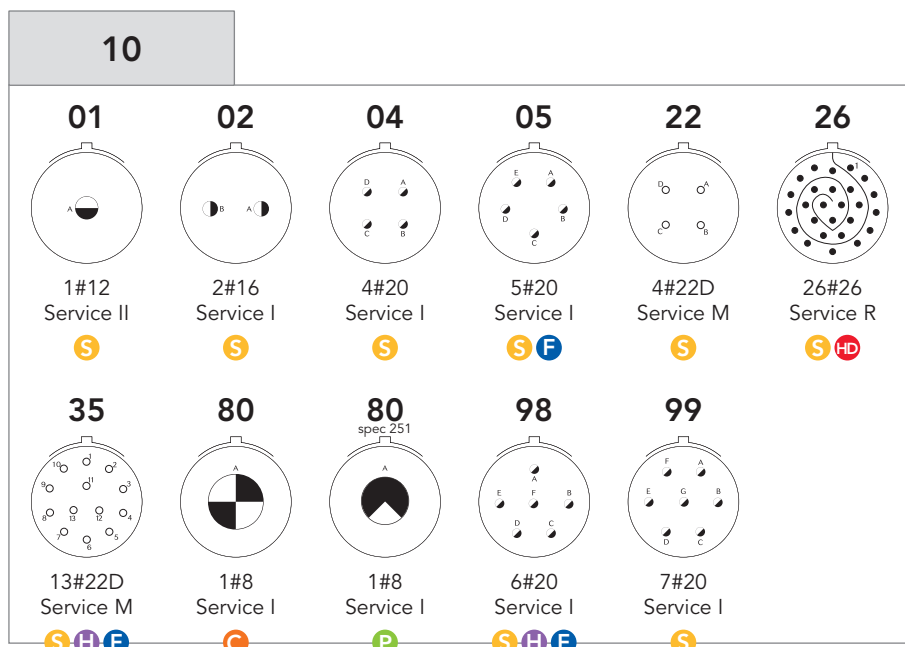 10
01 02 04 05 22 26
A
B A
D A
C B
E A
D B
C
D A
C B
1
1#12 2#16 4#20 5#20 4#22D 26#26
Service II Service I Service I Service I Service M Service R
S S S S F S S HD
35 80 80 98 99
spec 251
10 1 2
9 11 3
8 13 12 4
7 6 5
A
A
A
E F B
D C
F A
E G B
D C
13#22D 1#8 1#8 6#20 7#20
Service M Service I Service I Service I Service I
S H F C P S H F S